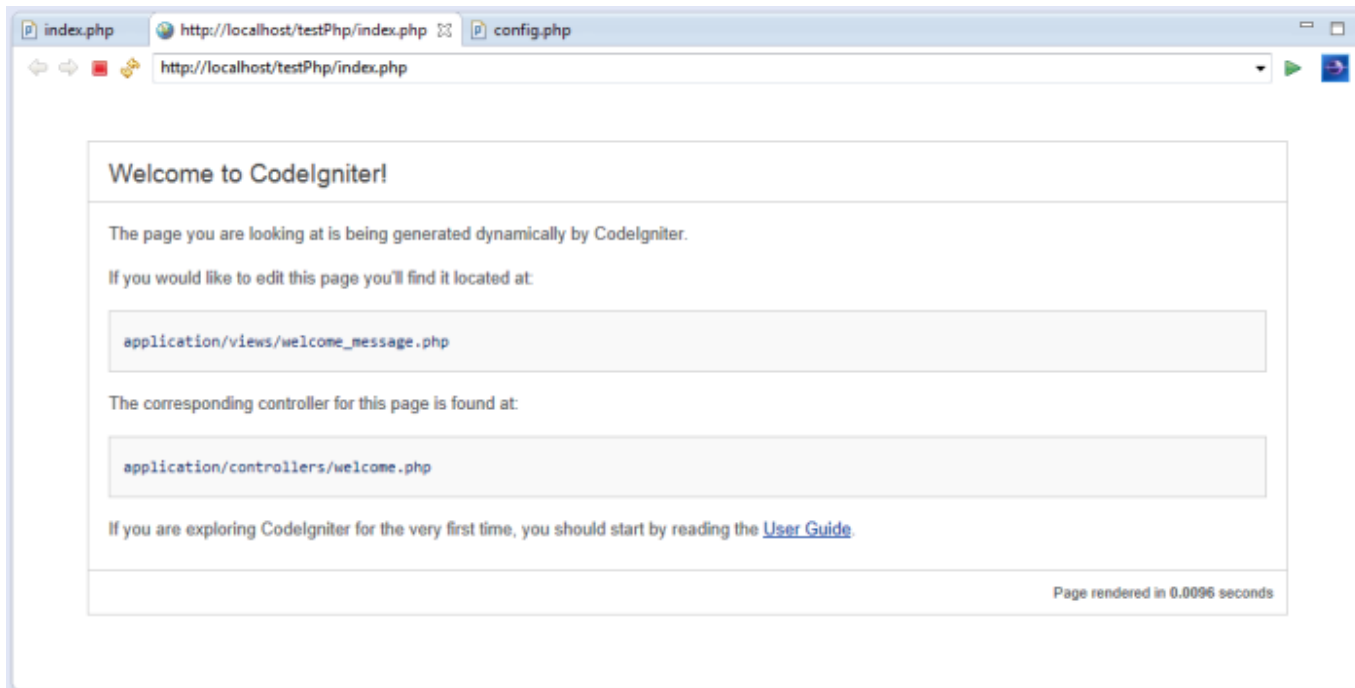 index.php http://localhost/testPhp/index.php config.php
http://localhost/testPhp/index.php
Welcome to CodeIgniter!
The page you are looking at is being generated dynamically by CodeIgniter.
If you would like to edit this page you'll find it located at:
application/views/welcome_message.php
The corresponding controller for this page is found at:
application/controllers/welcome.php
If you are exploring CodeIgniter for the very first time, you should start by reading the User Guide.
Page rendered in 0.0096 seconds